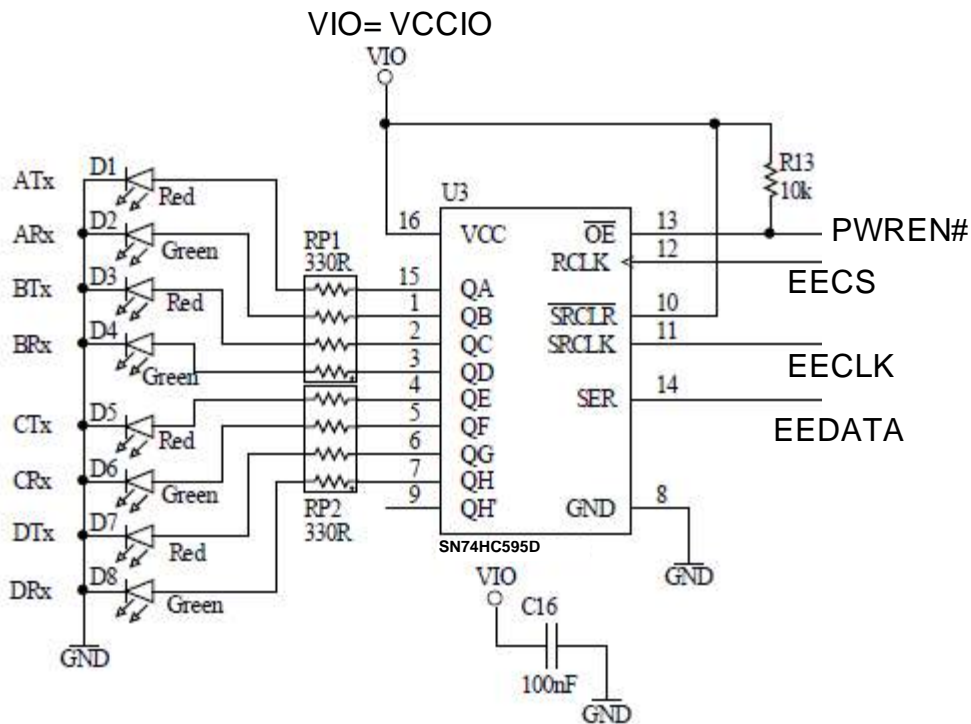 VIO= VCCIO
VIO
R13
10k
U3
ATx
D1
Red
ARx
D2
Green
BTx
D3
Red
BRx
D4
Green
CTx
D5
Red
CRx
D6
Green
DTx
D7
Red
DRx
D8
Green
GND
RP1
330R
RP2
330R
16
VCC
15
QA
1
QB
2
QC
3
QD
4
QE
5
QF
6
QG
7
QH
9
QH'
OE
13
PWREN#
RCLK
12
EECS
SRCLR
10
SRCLK
11
EECLK
SER
14
EEDATA
GND
8
GND
SN74HC595D
VIO
C16
100nF
GND